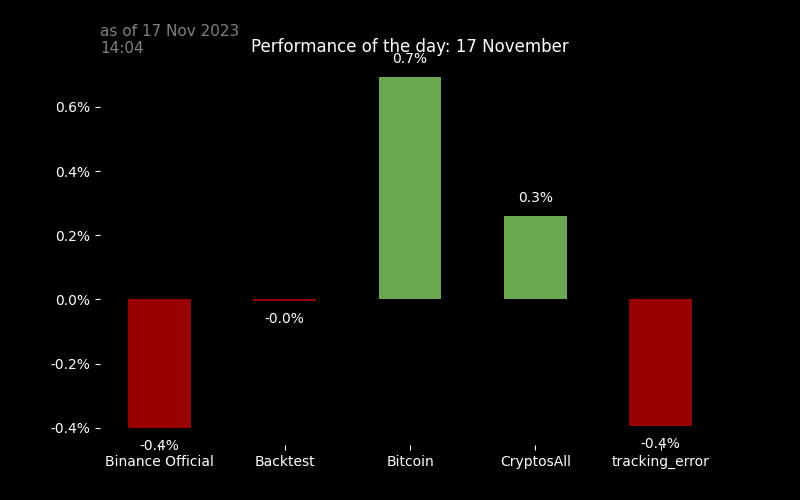 as of 17 Nov 2023
14:04
Performance of the day: 17 November
0.7%
0.6%
0.4%
0.3%
0.2%
0.0%
-0.0%
-0.2%
-0.4%
-0.4%
-0.4%
Binance Official
Backtest
Bitcoin
CryptosAll
tracking_error